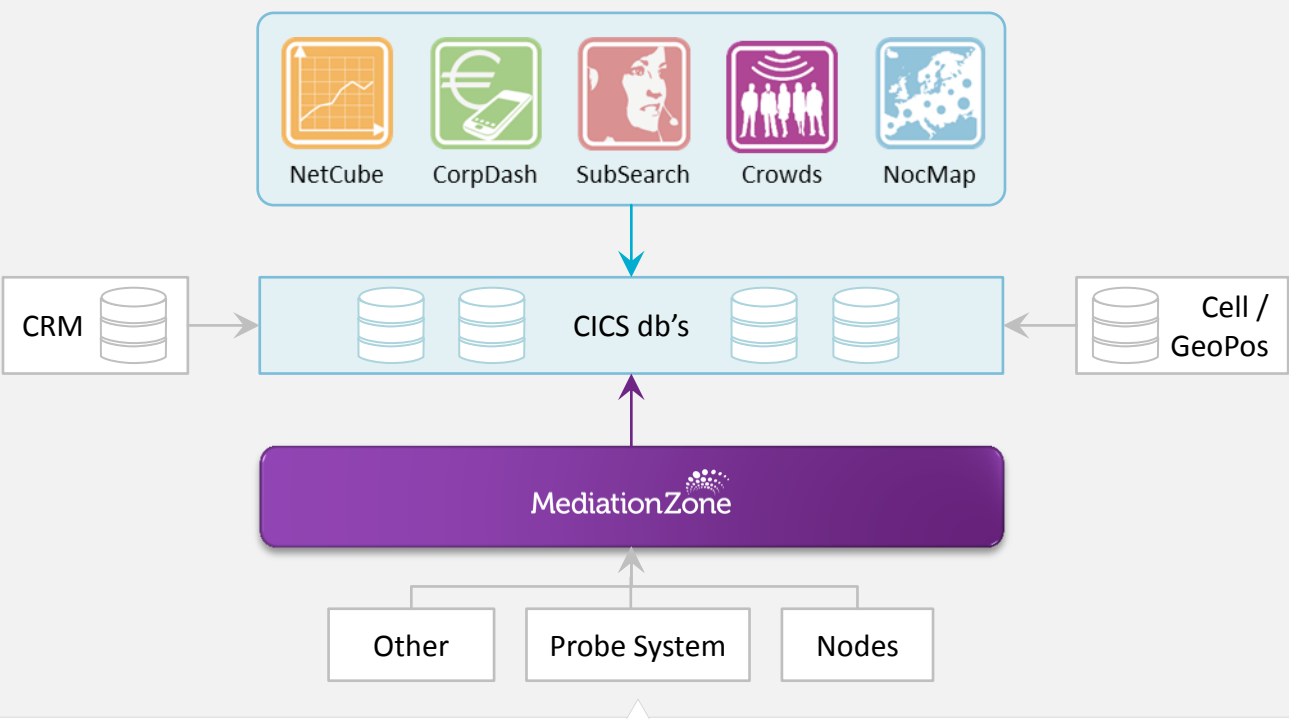 NetCube
CorpDash
SubSearch
Crowds
NocMap
CRM
CICS db's
Cell /
GeoPos
MediationZone
Other
Probe System
Nodes